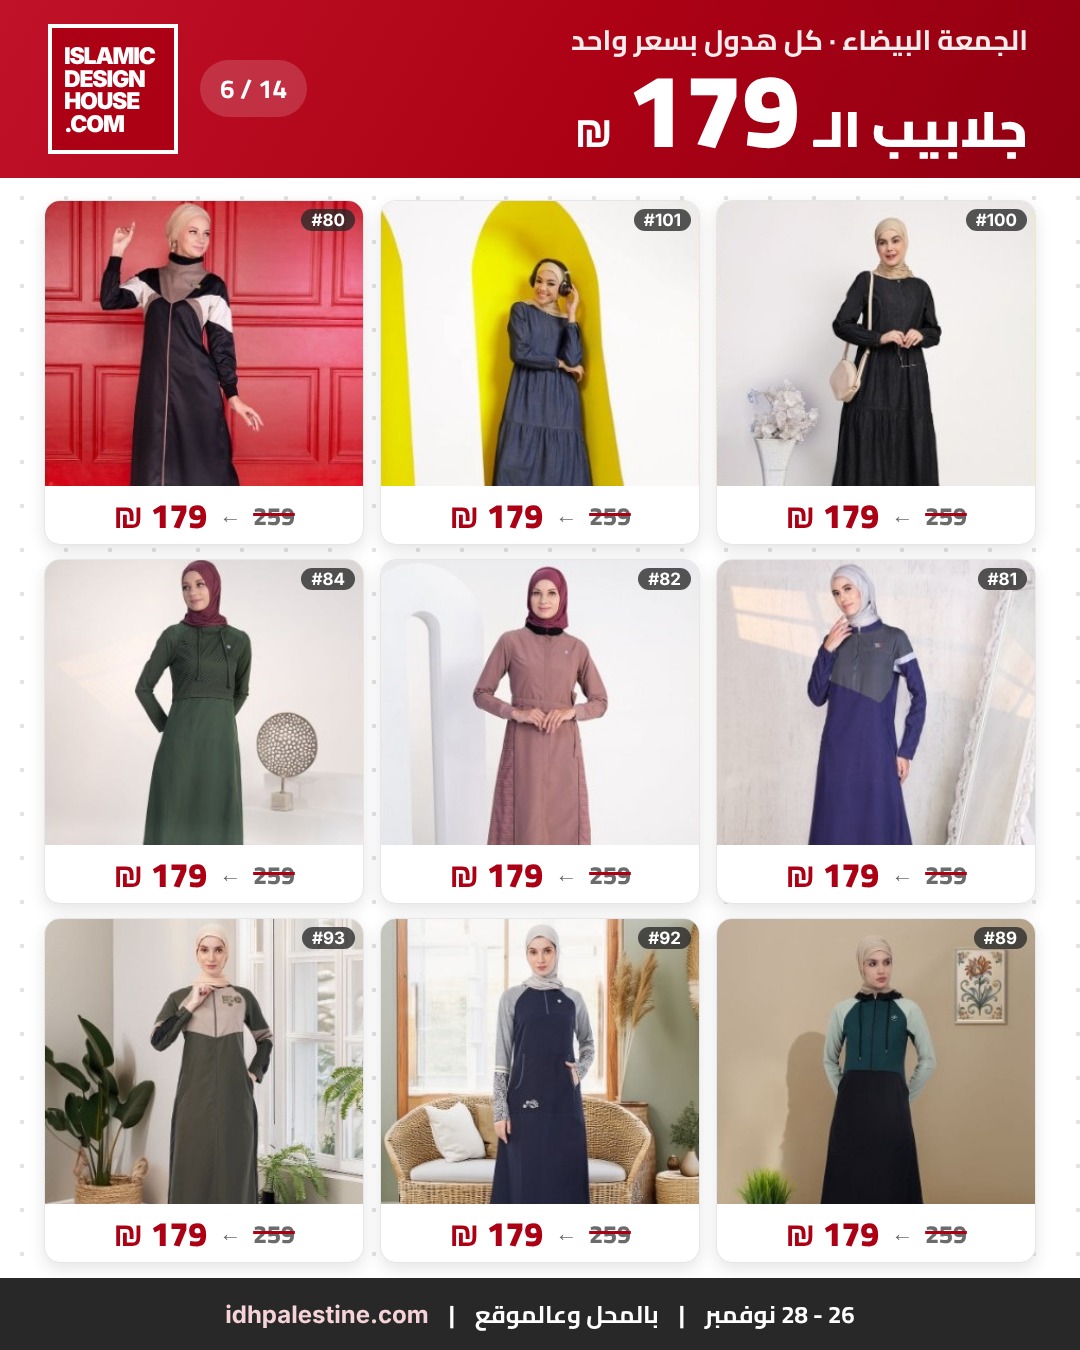 الجمعة البيضاء · كل هدول بسعر واحد
جلابيب الـ 179 ₪
6 / 14
ISLAMIC
DESIGN
HOUSE
.COM
#100
259 ← 179 ₪
#101
259 ← 179 ₪
#80
259 ← 179 ₪
#81
259 ← 179 ₪
#82
259 ← 179 ₪
#84
259 ← 179 ₪
#89
259 ← 179 ₪
#92
259 ← 179 ₪
#93
259 ← 179 ₪
26 - 28 نوفمبر | بالمحل وعالموقع | idhpalestine.com